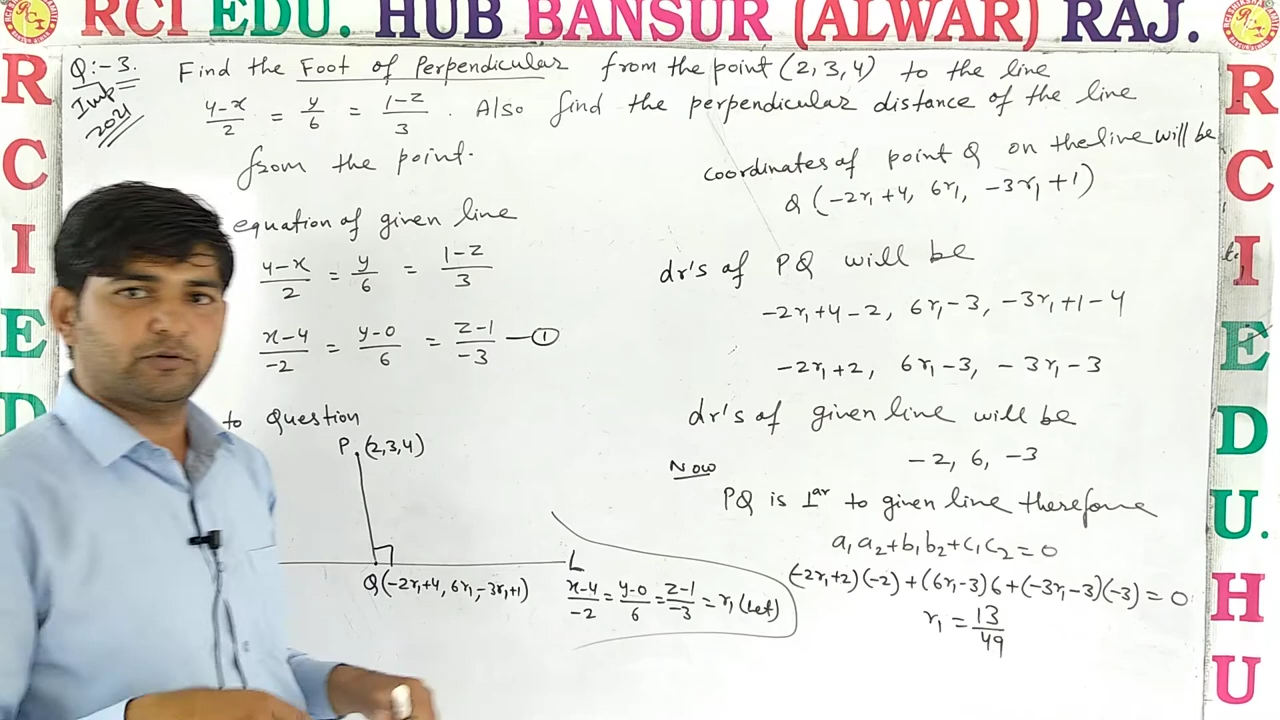 RCI EDU. HUB BANSUR (ALWAR) RAJ.
R
C
I
E
D
R
C
I
E
D
U.
H
U
Q:-3. Find the Foot of Perpendicular from the point (2, 3, 4) to the line
Imp=
2021
4-x/2 = y/6 = 1-z/3 . Also find the perpendicular distance of the line
from the point.
equation of given line
4-x/2 = y/6 = 1-z/3
x-4/-2 = y-0/6 = z-1/-3 —①
to Question
P (2,3,4)
L
Q(-2r₁+4, 6r₁, -3r₁+1)
x-4/-2 = y-0/6 = z-1/-3 = r₁ (Let)
coordinates of point Q on the line will be
Q (-2r₁+4, 6r₁, -3r₁+1)
dr's of PQ will be
-2r₁+4-2, 6r₁-3, -3r₁+1-4
-2r₁+2, 6r₁-3, -3r₁-3
dr's of given line will be
-2, 6, -3
Now
PQ is ⊥ar to given line therefore
a₁a₂+b₁b₂+c₁c₂=0
(-2r₁+2)(-2)+(6r₁-3)6+(-3r₁-3)(-3)=0
r₁ = 13/49